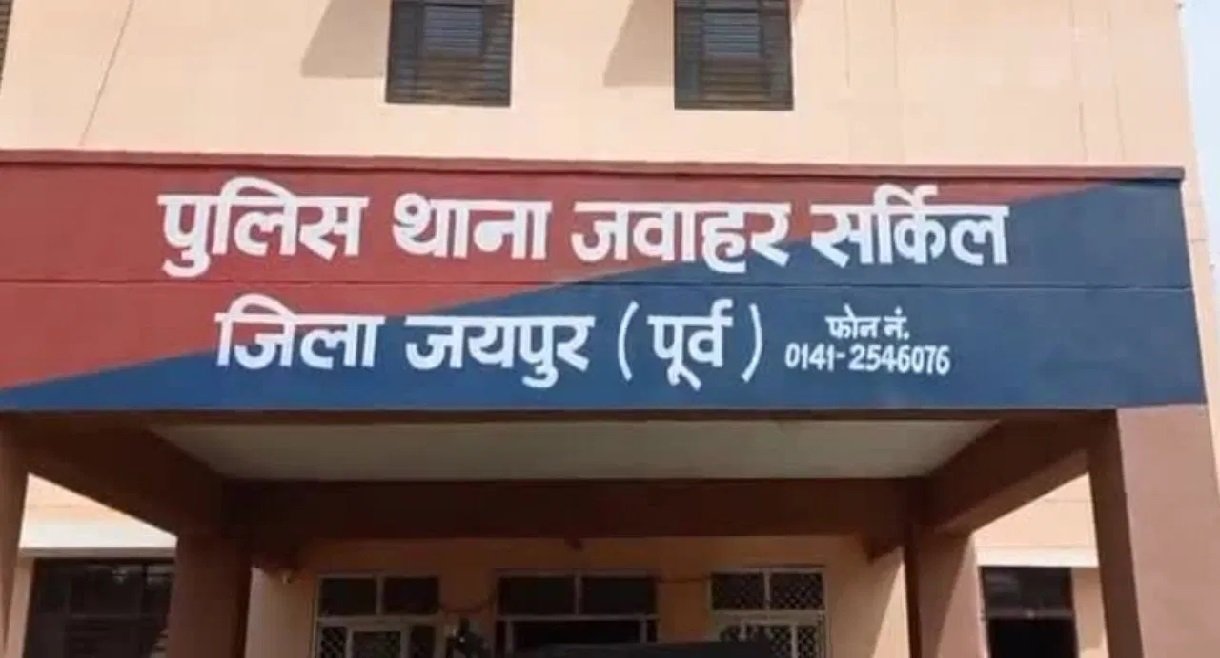 पुलिस थाना जवाहर सर्किल
जिला जयपुर (पूर्व)
फोन नं.
0141-2546076